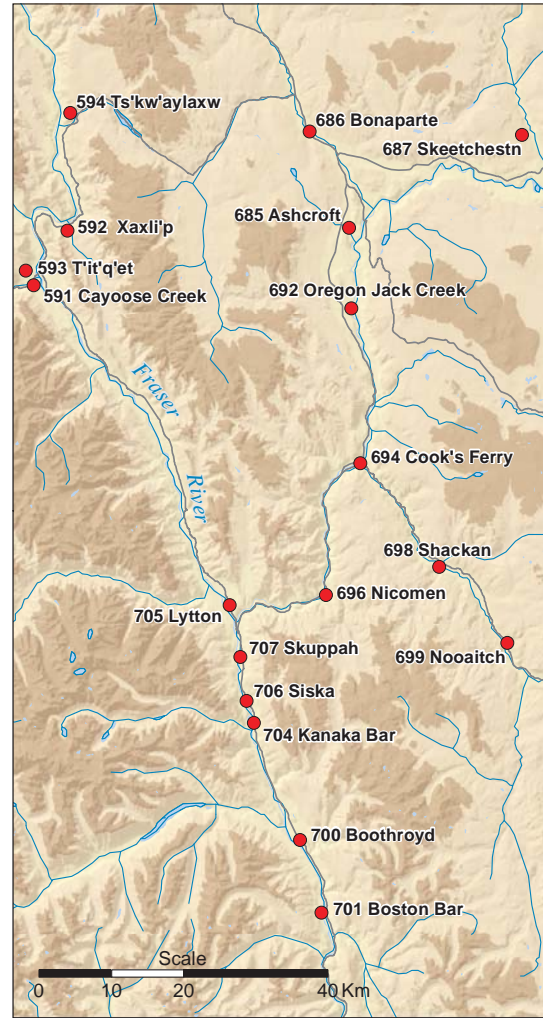 594 Ts'kw'aylaxw
686 Bonaparte
687 Skeetchestn
592 Xaxli'p
685 Ashcroft
593 T'it'q'et
591 Cayoose Creek
692 Oregon Jack Creek
Fraser
River
694 Cook's Ferry
698 Shackan
696 Nicomen
705 Lytton
699 Nooaitch
707 Skuppah
706 Siska
704 Kanaka Bar
700 Boothroyd
701 Boston Bar
Scale
0 10 20 40 Km